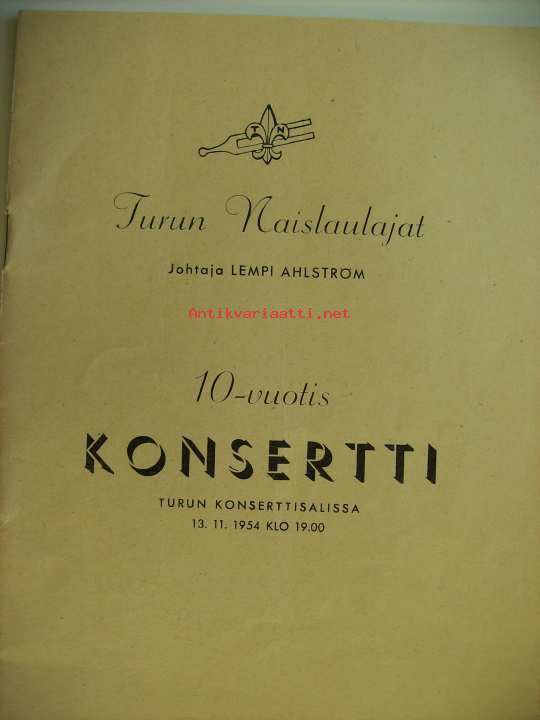 T N
Turun Naislaulajat
Johtaja LEMPI AHLSTRÖM
Antikvariaatti.net
10-vuotis
KONSERTTI
TURUN KONSERTTISALISSA
13. 11. 1954 KLO 19.00